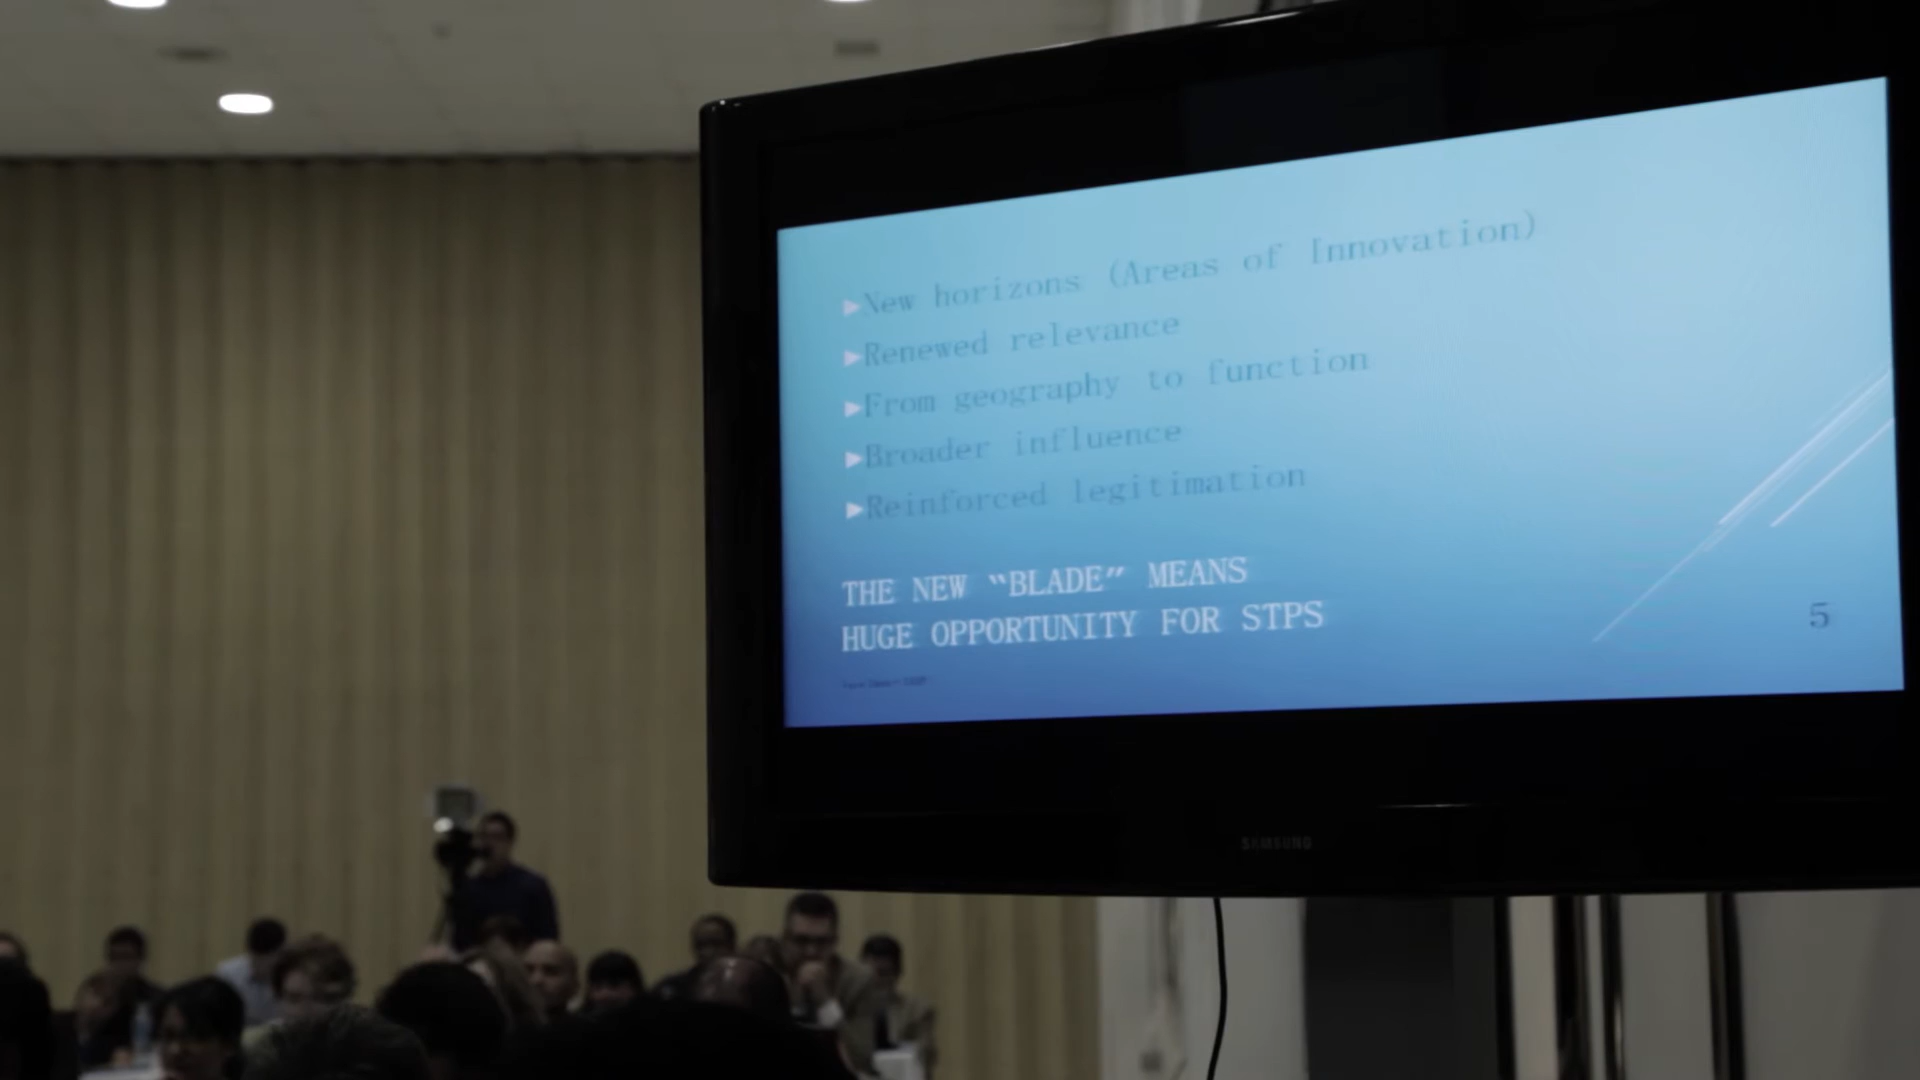 ►New horizons (Areas of Innovation)
►Renewed relevance
►From geography to function
►Broader influence
►Reinforced legitimation
THE NEW “BLADE” MEANS
HUGE OPPORTUNITY FOR STPS
5
SAMSUNG